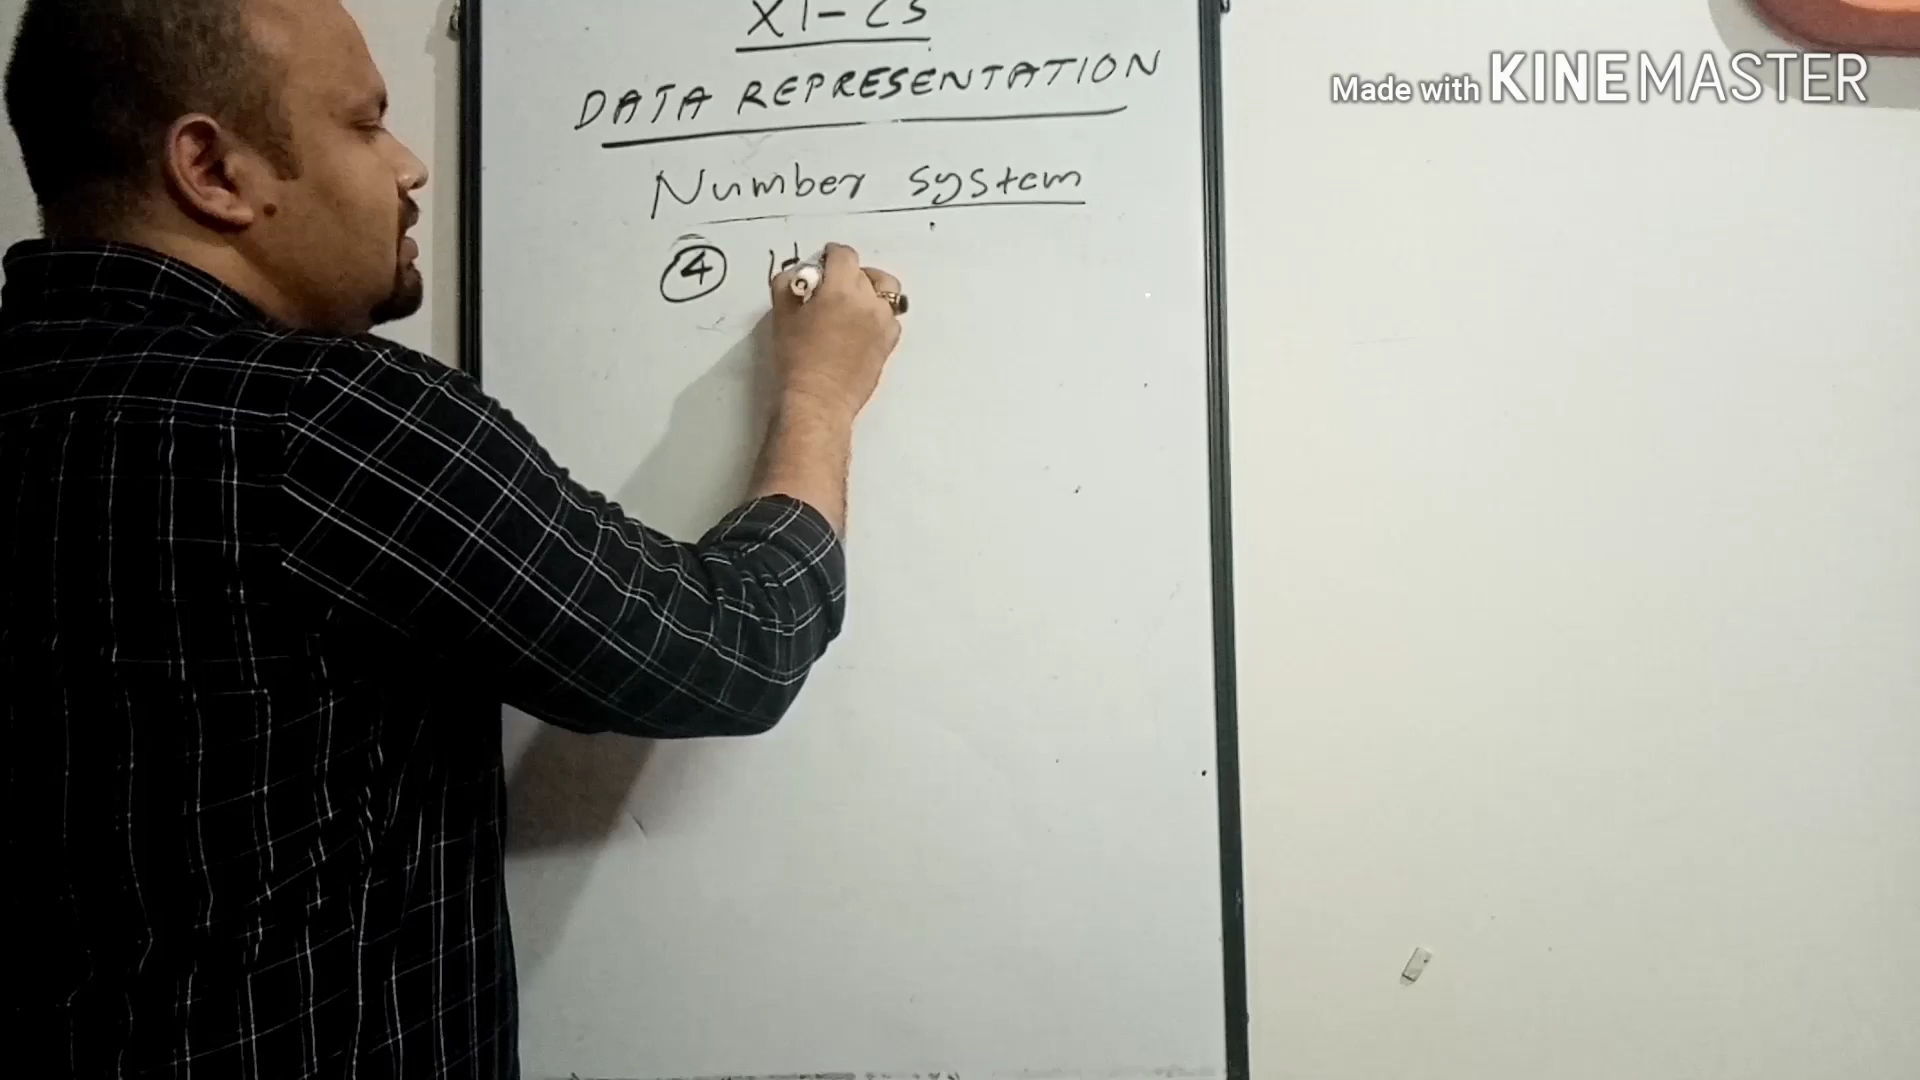 XI-CS
DATA REPRESENTATION
Made with KINEMASTER
Number system
④ H